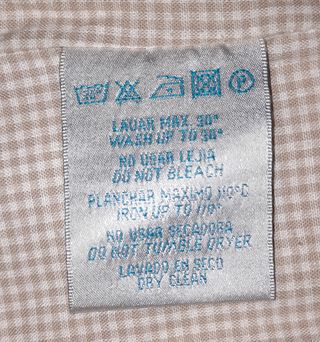 LAVAR MAX 30°
WASH UP TO 30°
NO USAR LEJIA
DO NOT BLEACH
PLANCHAR MAXIMO 110°C
IRON UP TO 110°
NO USAR SECADORA
DO NOT TUMBLE DRYER
LAVADO EN SECO
DRY CLEAN